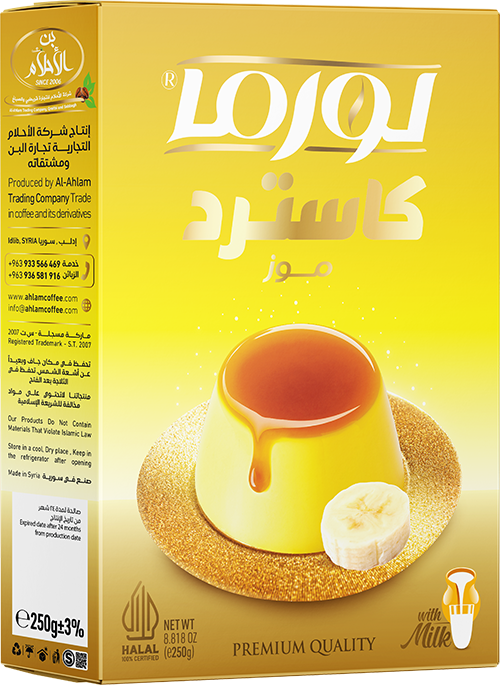 بن
الأحلام
SINCE 2006
إنتاج شركة الأحلام
التجارية تجارة البن
ومشتقاته
Produced by Al-Ahlam
Trading Company Trade
in coffee and its derivatives
إدلب , سوريا Idlib, SYRIA
+963 933 566 469 خدمة
+963 936 581 916 الزبائن
www.ahlamcoffee.com
info@ahlamcoffee.com
ماركة مسجلة - س.ت 2007
Registered Trademark - S.T. 2007
تحفظ في مكان جاف وبعيداً
عن أشعة الشمس تحفظ في
الثلاجة بعد الفتح
منتجاتنا لاتحتوي على مواد
مخالفة للشريعة الإسلامية
Our Products Do Not Contain
Materials That Violate Islamic Law
Store in a cool, Dry place , Keep in
the refrigerator after opening
Made in Syria صنع في سورية
صالحة لمدة ٢٤ شهر
من تاريخ الإنتاج
Expired date after 24 months
from production date
℮250g±3%
لورما
®
كاسترد
موز
HALAL
100% CERTIFIED
NET WT
8.818 OZ
(℮250g)
PREMIUM QUALITY
with
Milk